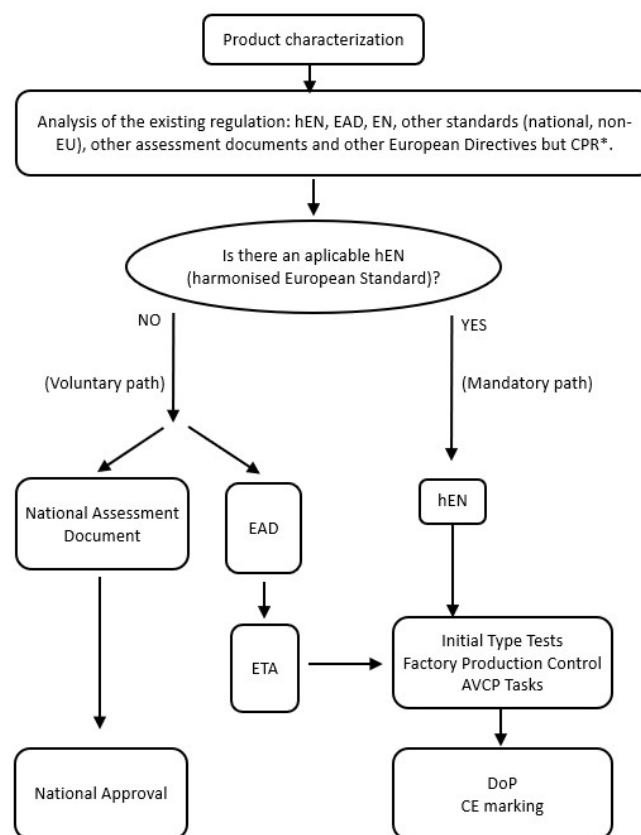 Product characterization
Analysis of the existing regulation: hEN, EAD, EN, other standards (national, non-
EU), other assessment documents and other European Directives but CPR*.
Is there an aplicable hEN
(harmonised European Standard)?
NO
YES
(Voluntary path)
(Mandatory path)
National Assessment
Document
EAD
hEN
ETA
Initial Type Tests
Factory Production Control
AVCP Tasks
National Approval
DoP
CE marking